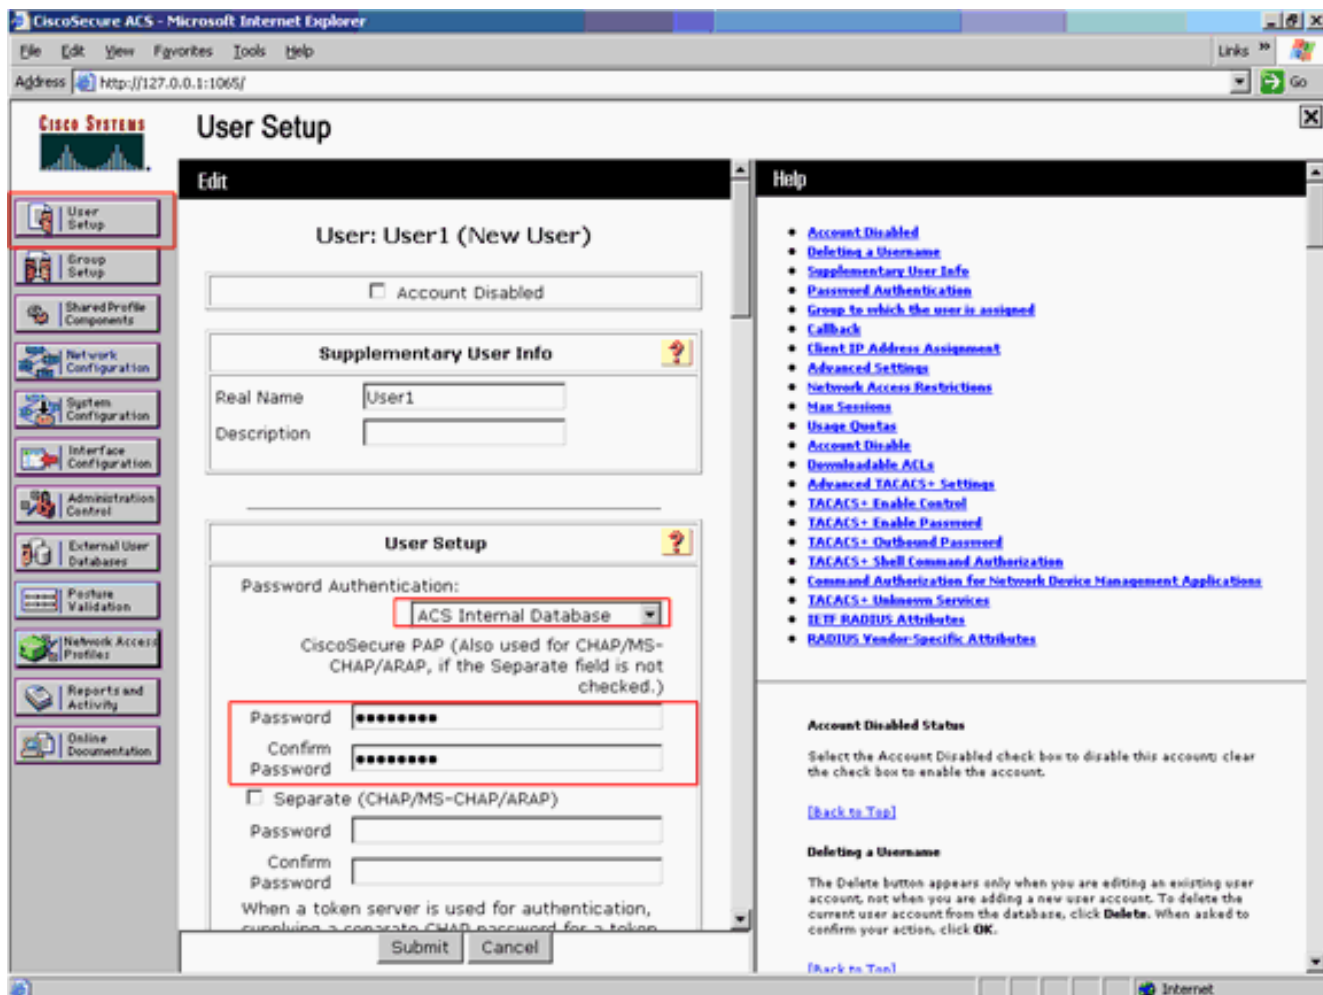 CiscoSecure ACS - Microsoft Internet Explorer
File Edit View Favorites Tools Help
Links »
Address http://127.0.0.1:1065/
Go
CISCO SYSTEMS
User Setup
User
Setup
Group
Setup
Shared Profile
Components
Network
Configuration
System
Configuration
Interface
Configuration
Administration
Control
External User
Databases
Posture
Validation
Network Access
Profiles
Reports and
Activity
Online
Documentation
Edit
User: User1 (New User)
Account Disabled
Supplementary User Info
?
Real Name User1
Description
User Setup
?
Password Authentication:
ACS Internal Database
CiscoSecure PAP (Also used for CHAP/MS-
CHAP/ARAP, if the Separate field is not
checked.)
Password ••••••••
Confirm
Password ••••••••
Separate (CHAP/MS-CHAP/ARAP)
Password
Confirm
Password
When a token server is used for authentication,
supplying a separate CHAP password for a token
Submit Cancel
Help
• Account Disabled
• Deleting a Username
• Supplementary User Info
• Password Authentication
• Group to which the user is assigned
• Callback
• Client IP Address Assignment
• Advanced Settings
• Network Access Restrictions
• Max Sessions
• Usage Quotas
• Account Disable
• Downloadable ACLs
• Advanced TACACS+ Settings
• TACACS+ Enable Control
• TACACS+ Enable Password
• TACACS+ Outbound Password
• TACACS+ Shell Command Authorization
• Command Authorization for Network Device Management Applications
• TACACS+ Unknown Services
• IETF RADIUS Attributes
• RADIUS Vendor-Specific Attributes
Account Disabled Status
Select the Account Disabled check box to disable this account; clear
the check box to enable the account.
[Back to Top]
Deleting a Username
The Delete button appears only when you are editing an existing user
account, not when you are adding a new user account. To delete the
current user account from the database, click Delete. When asked to
confirm your action, click OK.
[Back to Top]
Internet